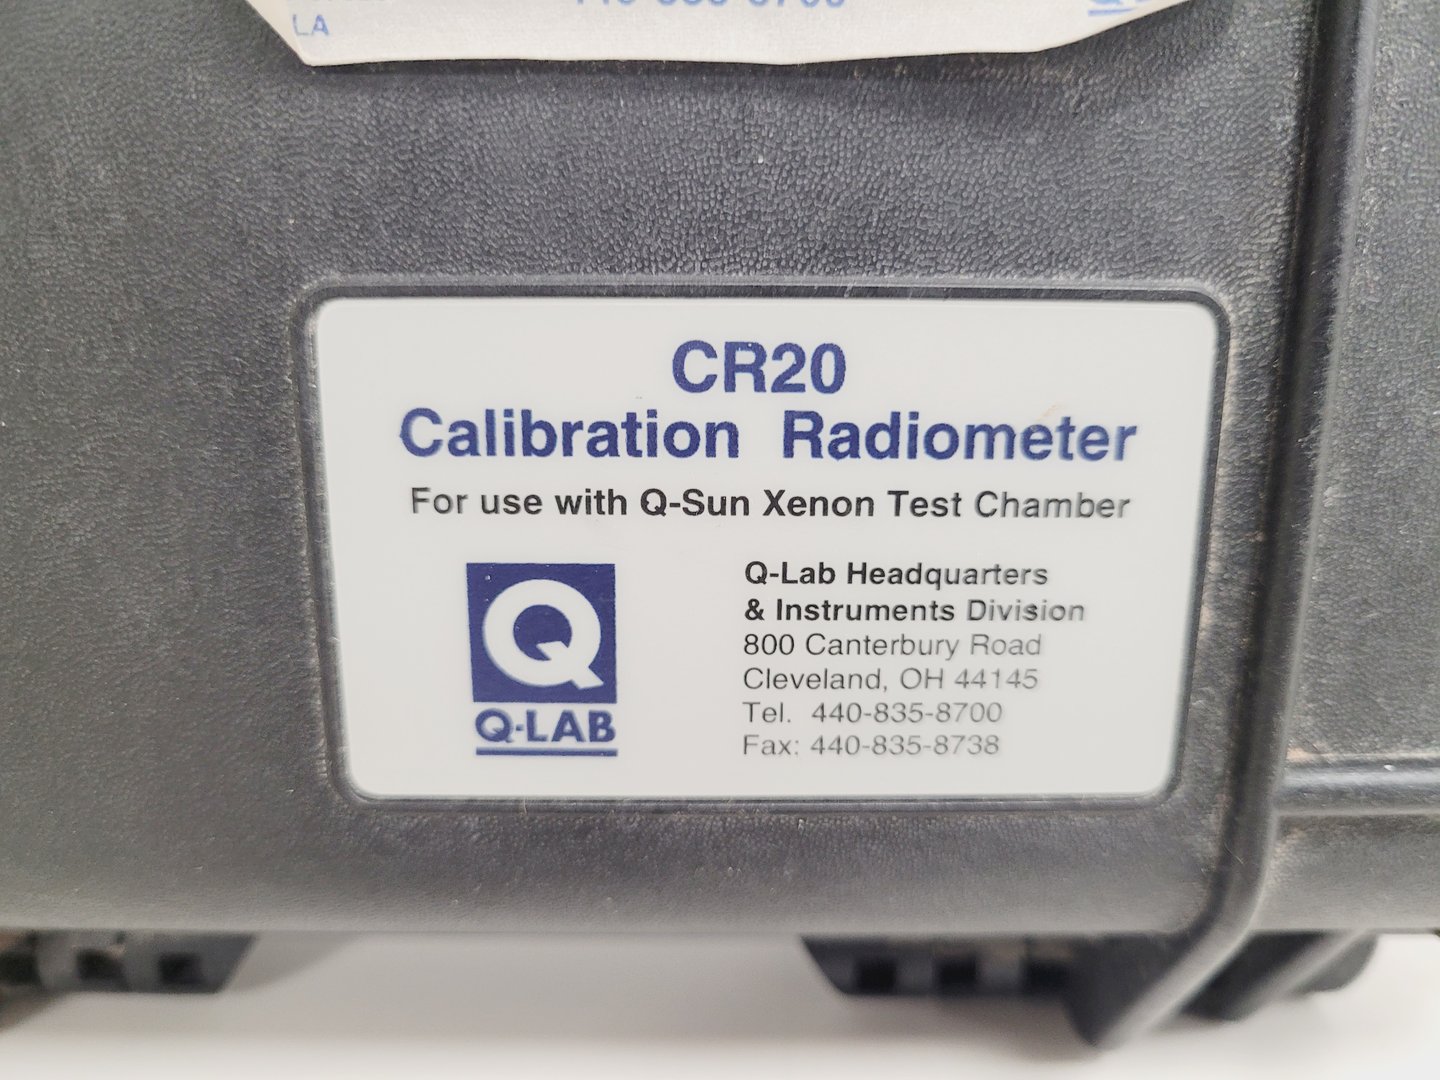 LA
CR20
Calibration Radiometer
For use with Q-Sun Xenon Test Chamber
Q
Q-LAB
Q-Lab Headquarters
& Instruments Division
800 Canterbury Road
Cleveland, OH 44145
Tel. 440-835-8700
Fax: 440-835-8738